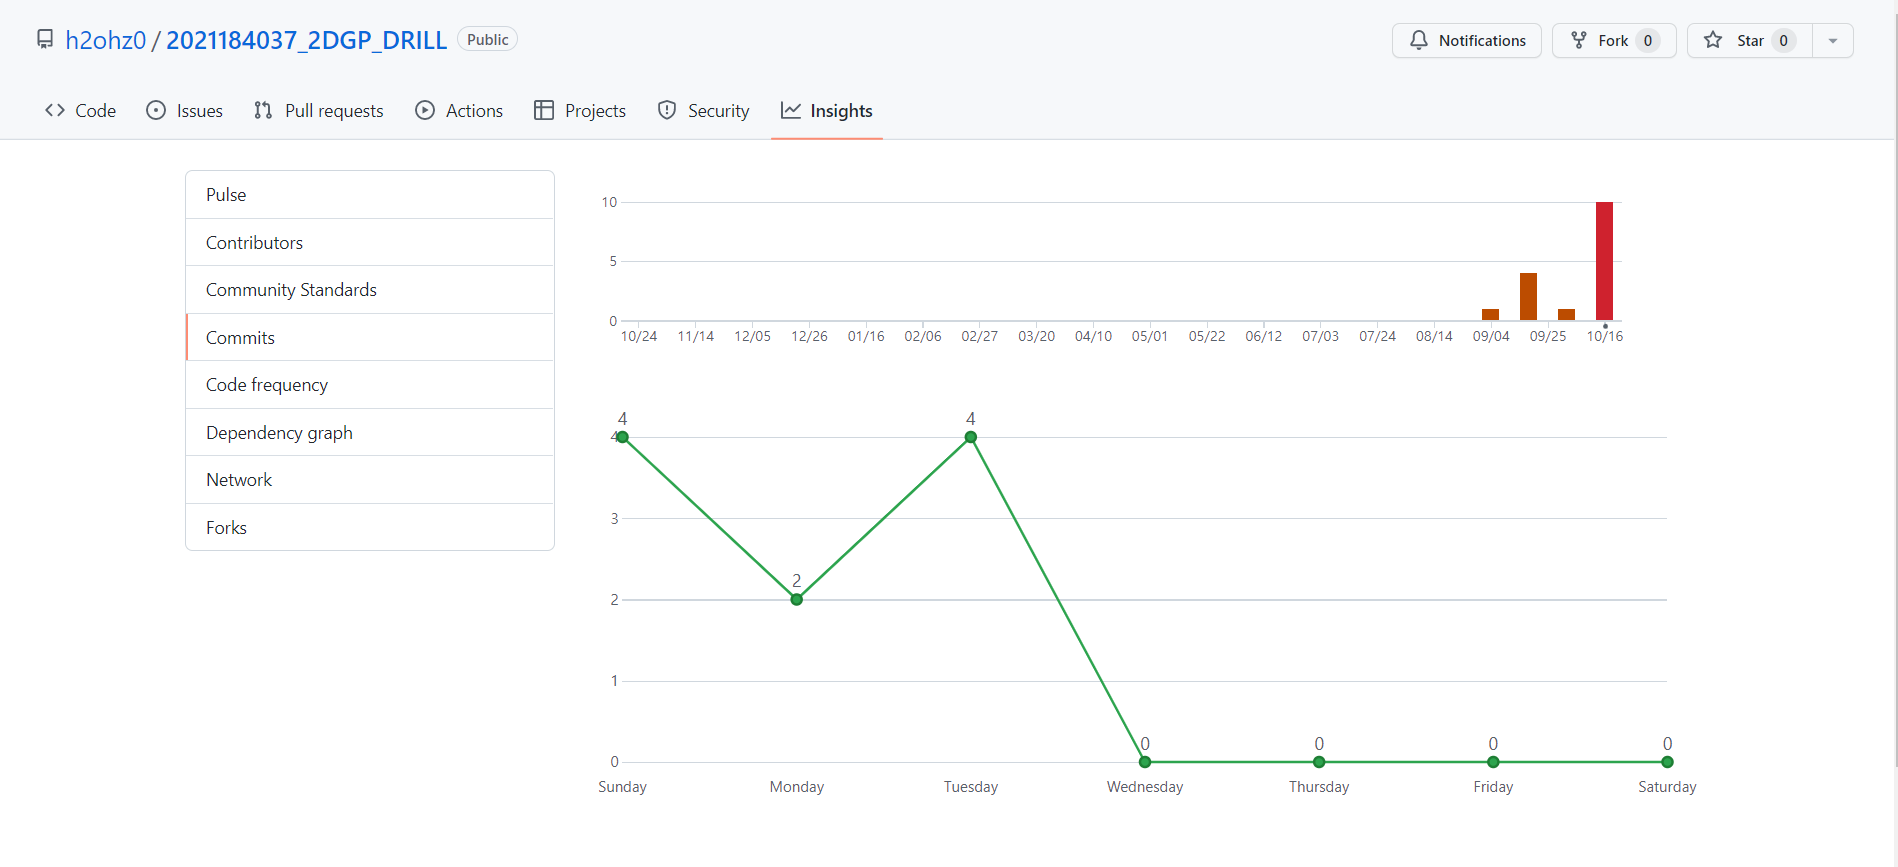 h2ohz0 / 2021184037_2DGP_DRILL Public Notifications Fork 0 Star 0
Code Issues Pull requests Actions Projects Security Insights
Pulse
Contributors
Community Standards
Commits
Code frequency
Dependency graph
Network
Forks
10
5
0
10/24 11/14 12/05 12/26 01/16 02/06 02/27 03/20 04/10 05/01 05/22 06/12 07/03 07/24 08/14 09/04 09/25 10/16
4 4
4
3
2
2
1
0 0 0 0
0
Sunday Monday Tuesday Wednesday Thursday Friday Saturday